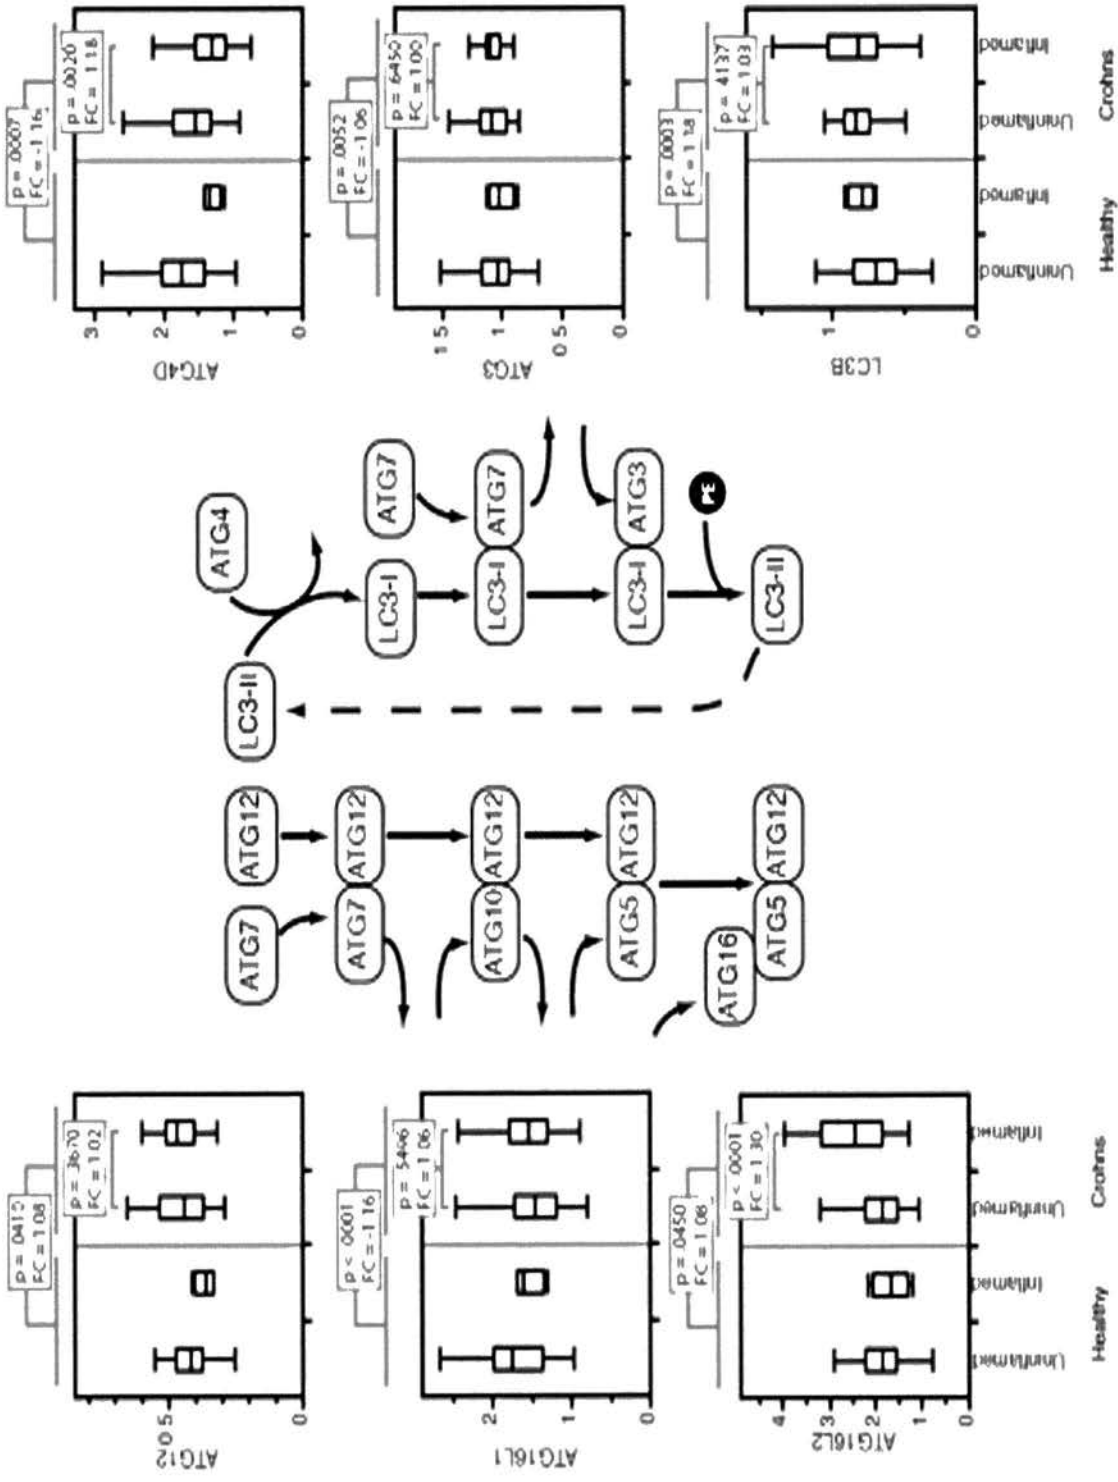 p = .0415
FC = 1.08
p = .3670
FC = 1.02
ATG12
0.5
0
p < .0001
FC = -1.16
p = .5496
FC = 1.06
ATG16L1
2
1
0
p = .0450
FC = 1.08
p < .0001
FC = 1.30
ATG16L2
4
3
2
1
0
Uninflamed
Inflamed
Uninflamed
Inflamed
Healthy
Crohns
ATG7
ATG12
ATG7
ATG12
ATG10
ATG12
ATG5
ATG12
ATG16
ATG5
ATG12
LC3-II
ATG4
LC3-I
ATG7
LC3-I
ATG7
LC3-I
ATG3
PE
LC3-II
p = .0007
FC = -1.16
p = .0020
FC = 1.18
ATG4D
3
2
1
0
p = .0052
FC = -1.06
p = .6450
FC = 1.00
ATG3
1.5
1
0.5
0
p = .0003
FC = 1.18
p = .4137
FC = 1.03
LC3B
1
0
Uninflamed
Inflamed
Uninflamed
Inflamed
Healthy
Crohns